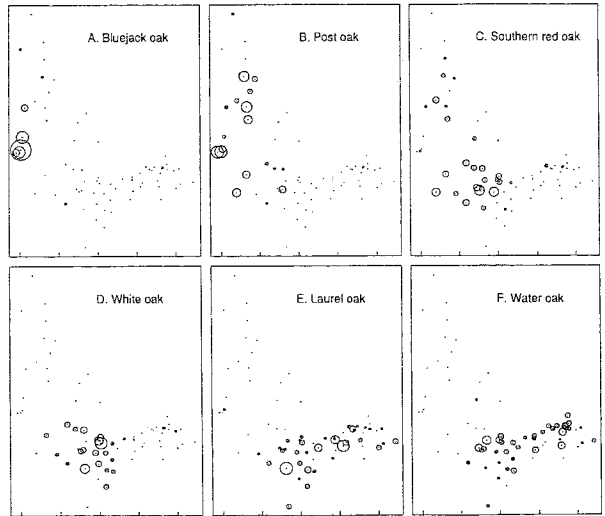 A. Bluejack oak
B. Post oak
C. Southern red oak
D. White oak
E. Laurel oak
F. Water oak